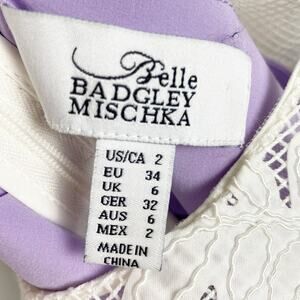 Belle
BADGLEY
MISCHKA
US/CA 2
EU 34
UK 6
GER 32
AUS 6
MEX 2
MADE IN
CHINA